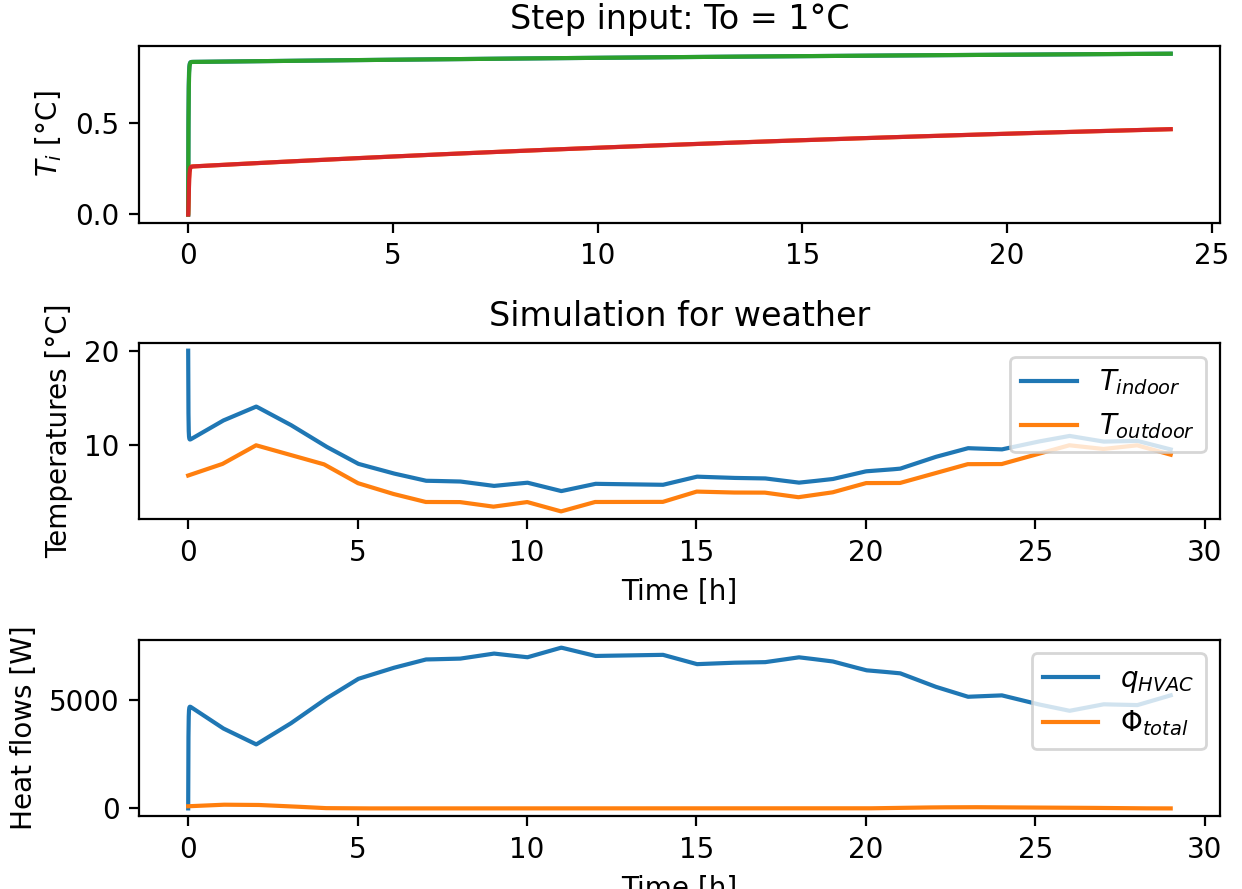 Step input: To = 1°C
T_i [°C]
0.5
0.0
0 5 10 15 20 25
Simulation for weather
Temperatures [°C]
20
10
T_indoor
T_outdoor
0 5 10 15 20 25 30
Time [h]
Heat flows [W]
5000
0
q_HVAC
Φ_total
0 5 10 15 20 25 30
Time [h]